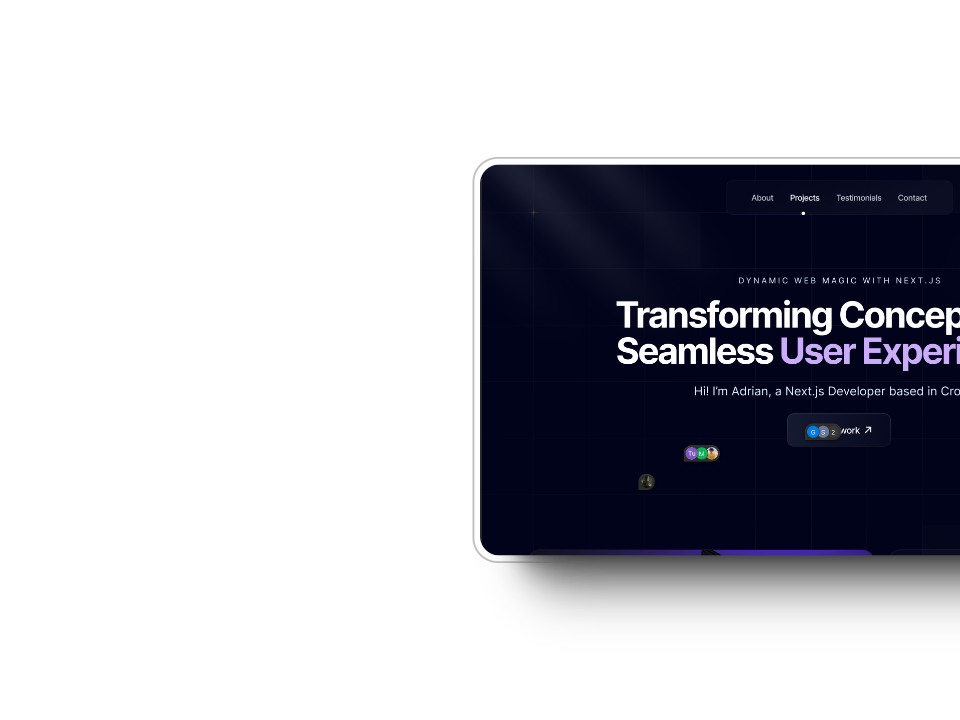 About Projects Testimonials Contact
DYNAMIC WEB MAGIC WITH NEXT.JS
Transforming Concep
Seamless User Experi
Hi! I'm Adrian, a Next.js Developer based in Cro
G S 2 work
Tu M